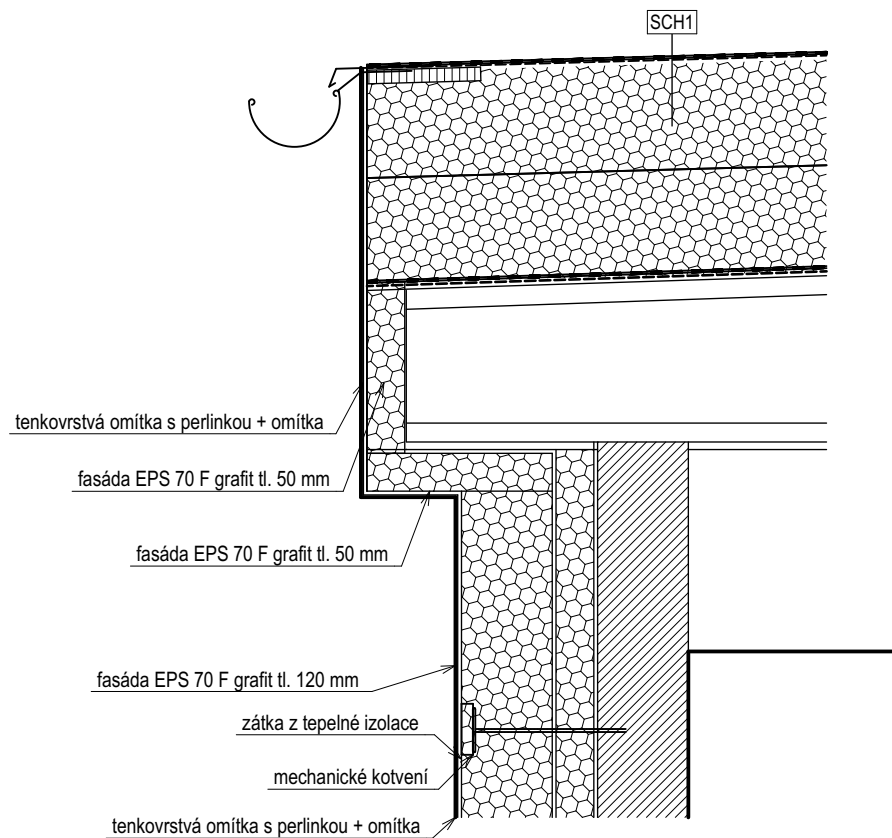 SCH1
tenkovrstvá omítka s perlinkou + omítka
fasáda EPS 70 F grafit tl. 50 mm
fasáda EPS 70 F grafit tl. 50 mm
fasáda EPS 70 F grafit tl. 120 mm
zátka z tepelné izolace
mechanické kotvení
tenkovrstvá omítka s perlinkou + omítka